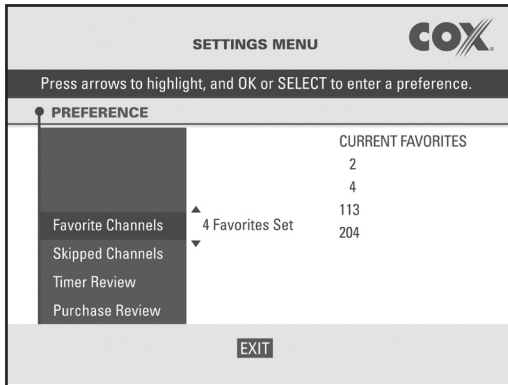 SETTINGS MENU
COX.
Press arrows to highlight, and OK or SELECT to enter a preference.
PREFERENCE
CURRENT FAVORITES
2
4
113
204
Favorite Channels
4 Favorites Set
Skipped Channels
Timer Review
Purchase Review
EXIT